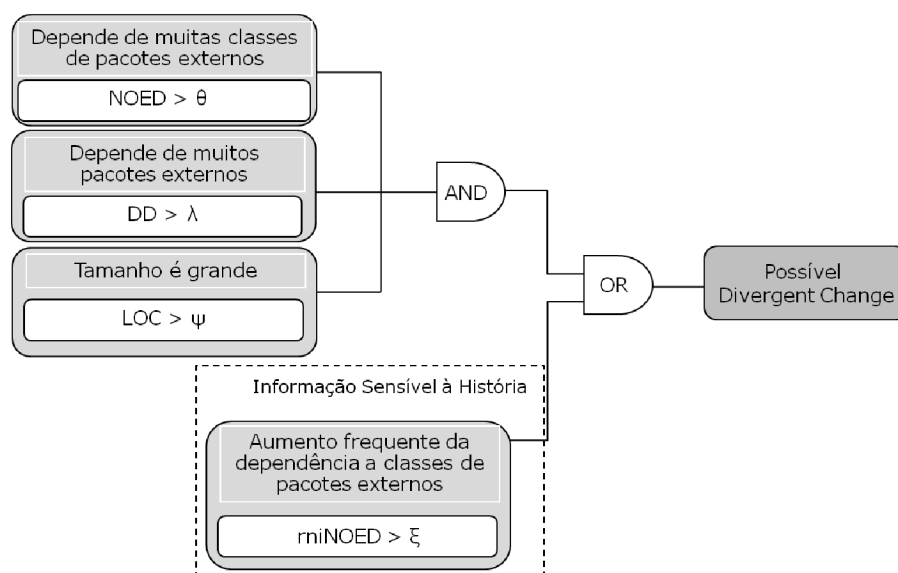 Depende de muitas classes
de pacotes externos
NOED > θ
Depende de muitos
pacotes externos
DD > λ
Tamanho é grande
LOC > ψ
AND
OR
Possível
Divergent Change
Informação Sensível à História
Aumento frequente da
dependência a classes de
pacotes externos
rniNOED > ξ